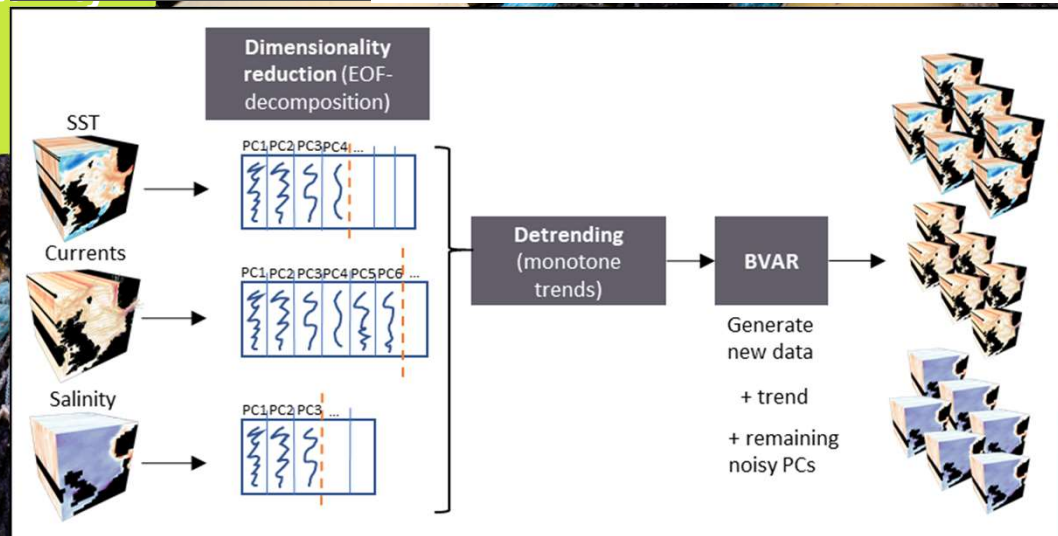 Dimensionality
reduction (EOF-
decomposition)
SST
PC1 PC2 PC3 PC4 ...
Currents
PC1 PC2 PC3 PC4 PC5 PC6 ...
Salinity
PC1 PC2 PC3 ...
Detrending
(monotone
trends)
BVAR
Generate
new data
+ trend
+ remaining
noisy PCs